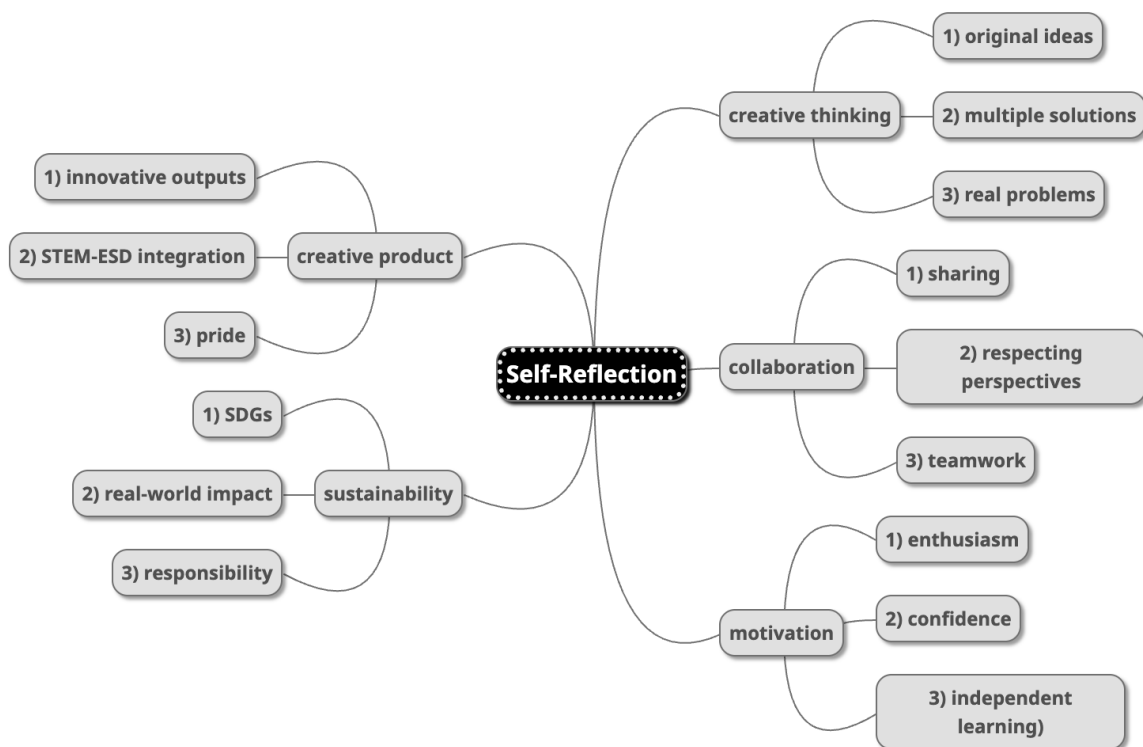 Self-Reflection
creative thinking
1) original ideas
2) multiple solutions
3) real problems
collaboration
1) sharing
2) respecting
perspectives
3) teamwork
motivation
1) enthusiasm
2) confidence
3) independent
learning)
creative product
1) innovative outputs
2) STEM-ESD integration
3) pride
sustainability
1) SDGs
2) real-world impact
3) responsibility